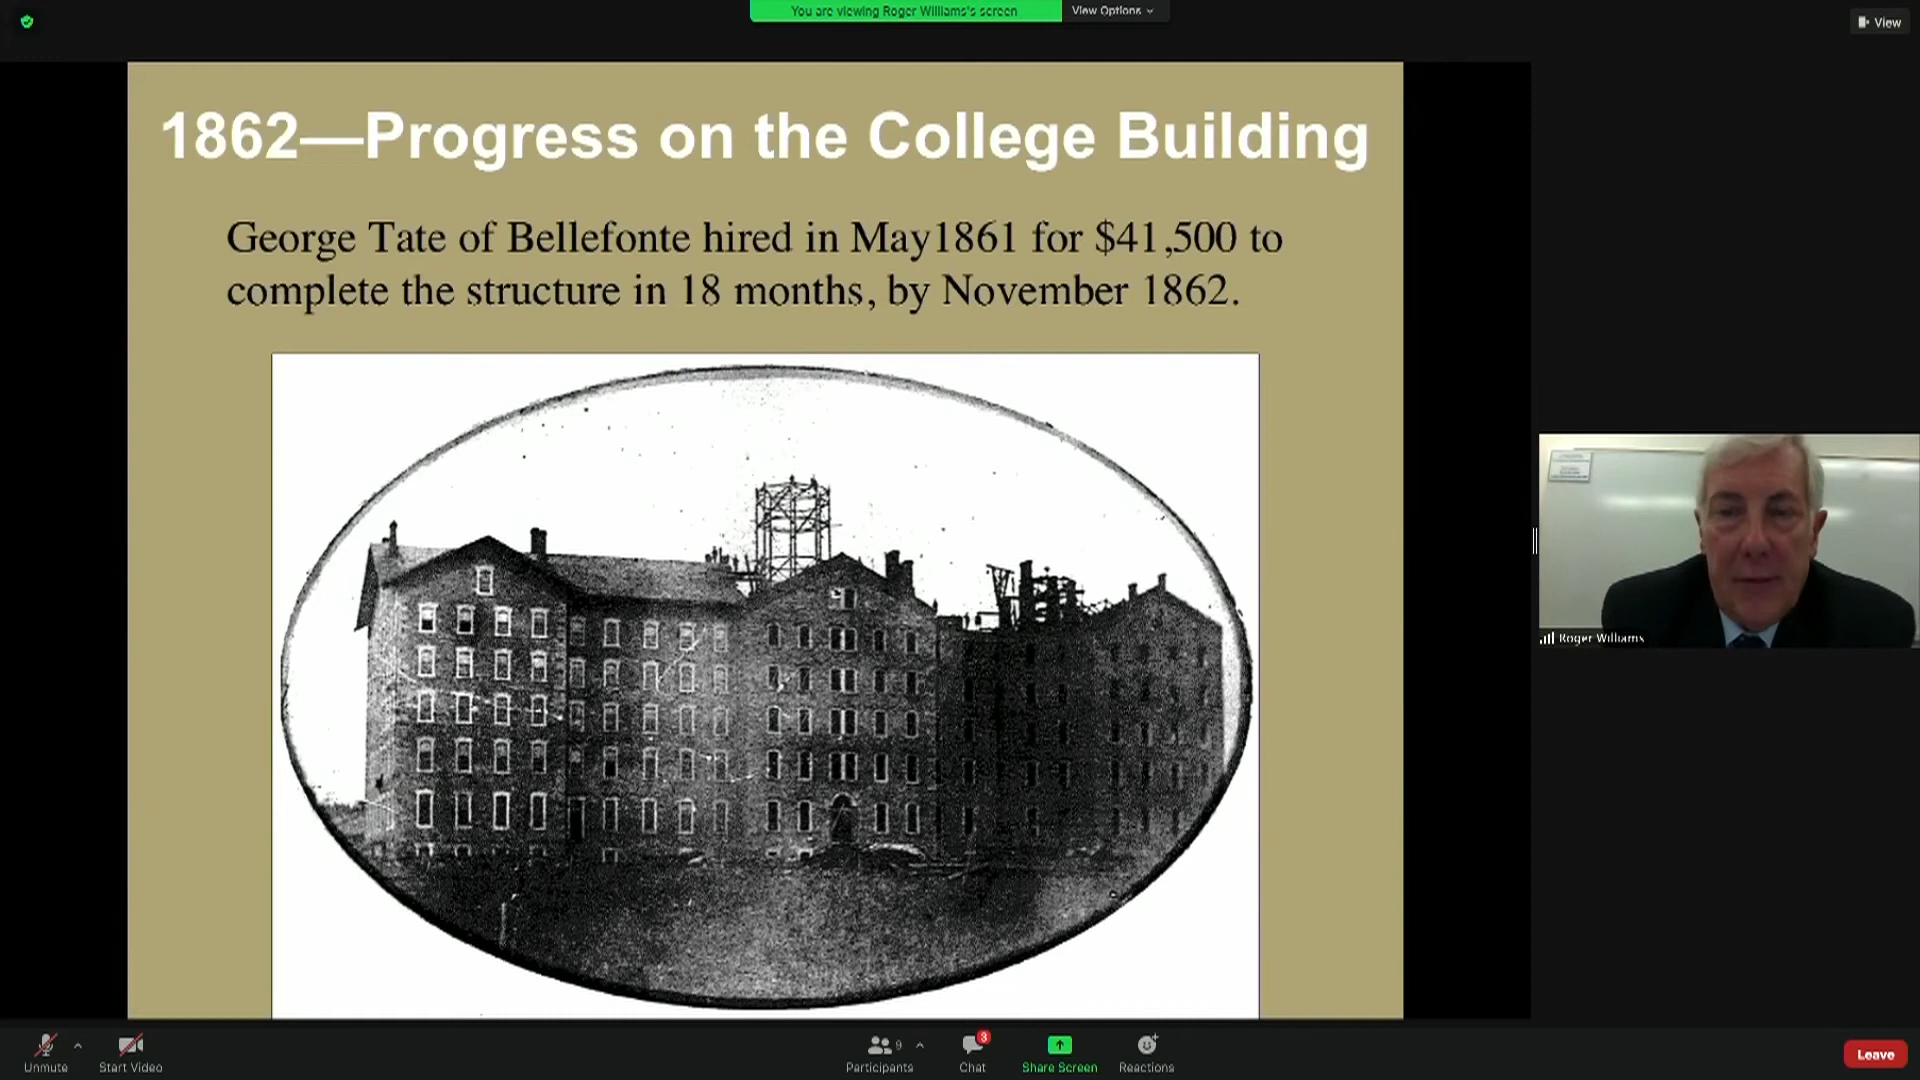 You are viewing Roger Williams's screen
View Options
View
1862—Progress on the College Building
George Tate of Bellefonte hired in May1861 for $41,500 to
complete the structure in 18 months, by November 1862.
Roger Williams
Unmute
Start Video
9
Participants
3
Chat
Share Screen
Reactions
Leave